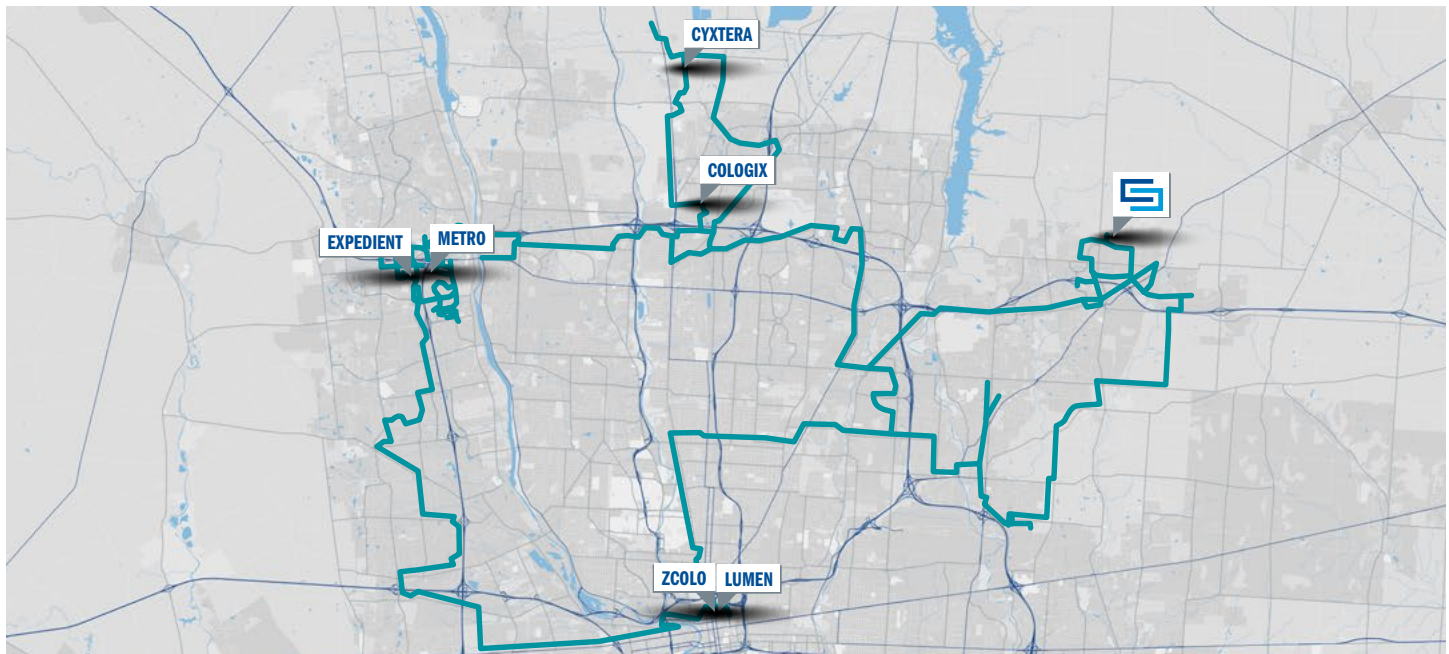 CYXTERA
COLOGIX
EXPEDIENT
METRO
ZCOLO
LUMEN